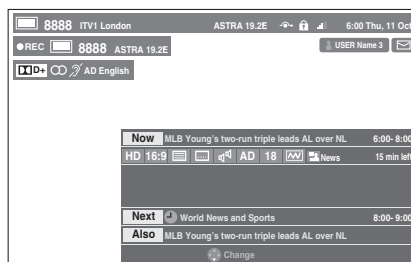 8888 ITV1 London ASTRA 19.2E 6:00 Thu, 11 Oct
REC 8888 ASTRA 19.2E USER Name 3
D+ AD English
Now MLB Young's two-run triple leads AL over NL 6:00- 8:00
HD 16:9 AD 18 News 15 min left
Next World News and Sports 8:00- 9:00
Also MLB Young's two-run triple leads AL over NL
Change